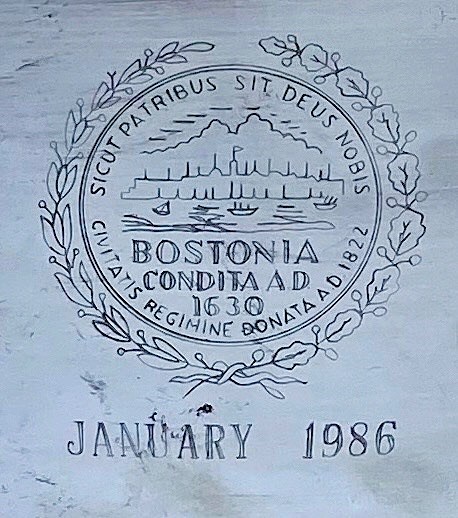 SICUT PATRIBUS SIT DEUS NOBIS
BOSTONIA
CONDITA AD
1630
CIVITATIS REGIMINE DONATA AD 1822
JANUARY 1986